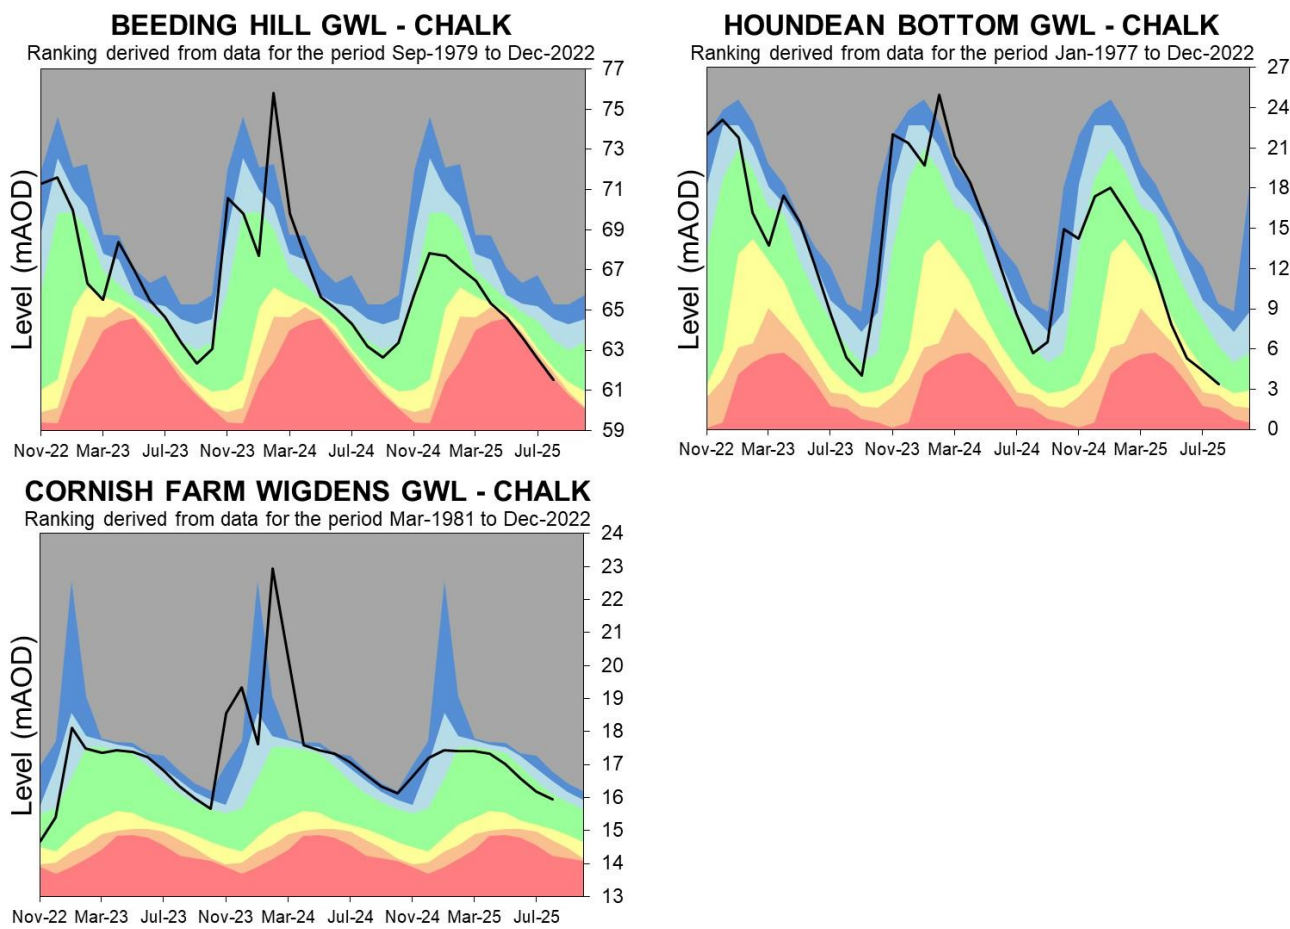 BEEDING HILL GWL - CHALK
Ranking derived from data for the period Sep-1979 to Dec-2022
Level (mAOD)
77
75
73
71
69
67
65
63
61
59
Nov-22 Mar-23 Jul-23 Nov-23 Mar-24 Jul-24 Nov-24 Mar-25 Jul-25
HOUNDEAN BOTTOM GWL - CHALK
Ranking derived from data for the period Jan-1977 to Dec-2022
Level (mAOD)
27
24
21
18
15
12
9
6
3
0
Nov-22 Mar-23 Jul-23 Nov-23 Mar-24 Jul-24 Nov-24 Mar-25 Jul-25
CORNISH FARM WIGDENS GWL - CHALK
Ranking derived from data for the period Mar-1981 to Dec-2022
Level (mAOD)
24
23
22
21
20
19
18
17
16
15
14
13
Nov-22 Mar-23 Jul-23 Nov-23 Mar-24 Jul-24 Nov-24 Mar-25 Jul-25